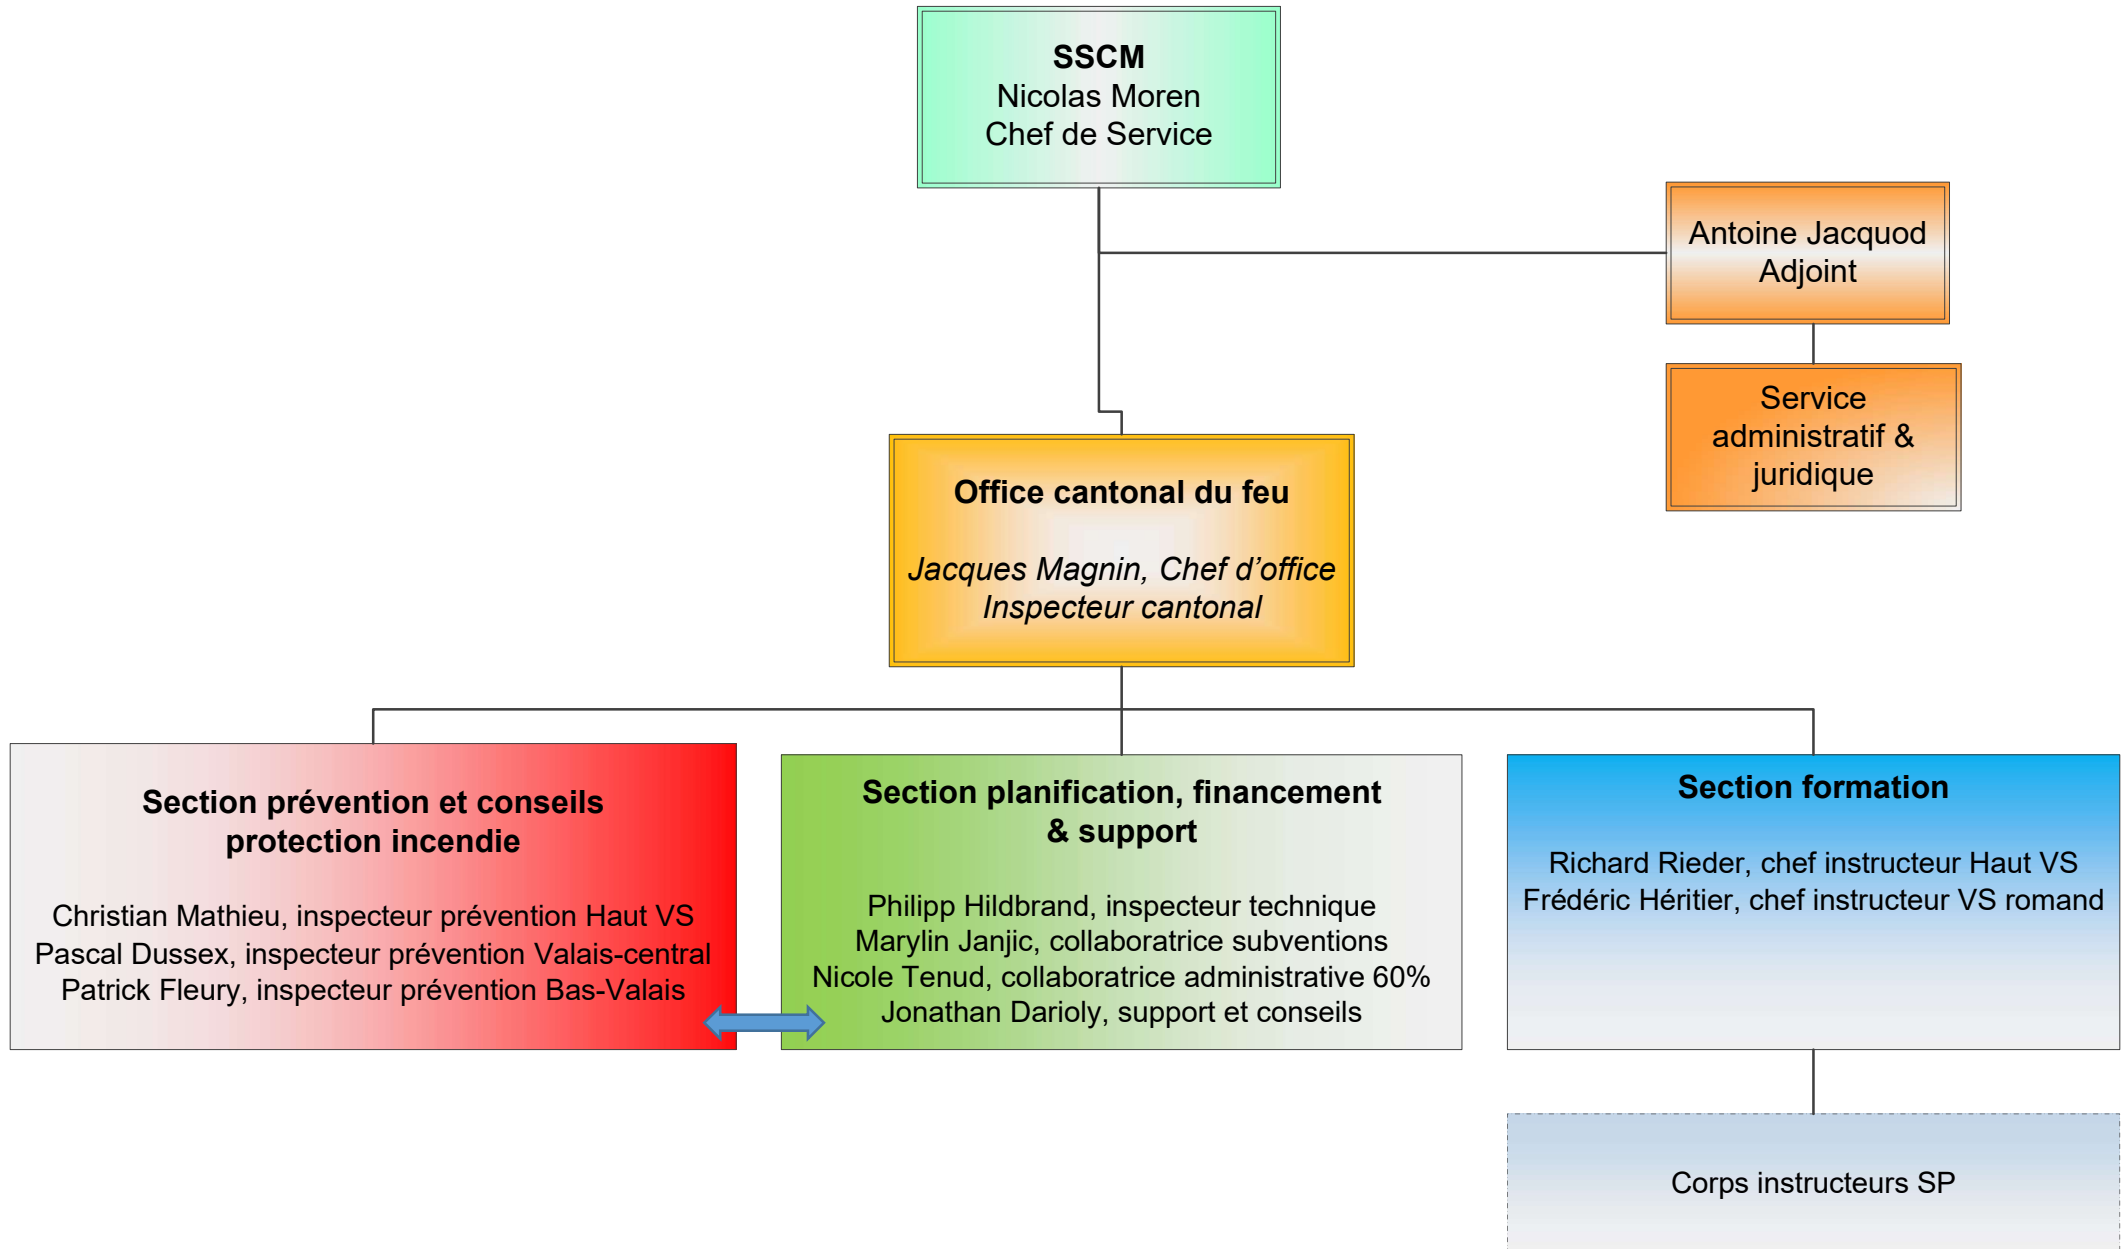 SSCM
Nicolas Moren
Chef de Service
Antoine Jacquod
Adjoint
Service
administratif &
juridique
Office cantonal du feu
Jacques Magnin, Chef d’office
Inspecteur cantonal
Section prévention et conseils
protection incendie
Christian Mathieu, inspecteur prévention Haut VS
Pascal Dussex, inspecteur prévention Valais-central
Patrick Fleury, inspecteur prévention Bas-Valais
Section planification, financement
& support
Philipp Hildbrand, inspecteur technique
Marylin Janjic, collaboratrice subventions
Nicole Tenud, collaboratrice administrative 60%
Jonathan Darioly, support et conseils
Section formation
Richard Rieder, chef instructeur Haut VS
Frédéric Héritier, chef instructeur VS romand
Corps instructeurs SP